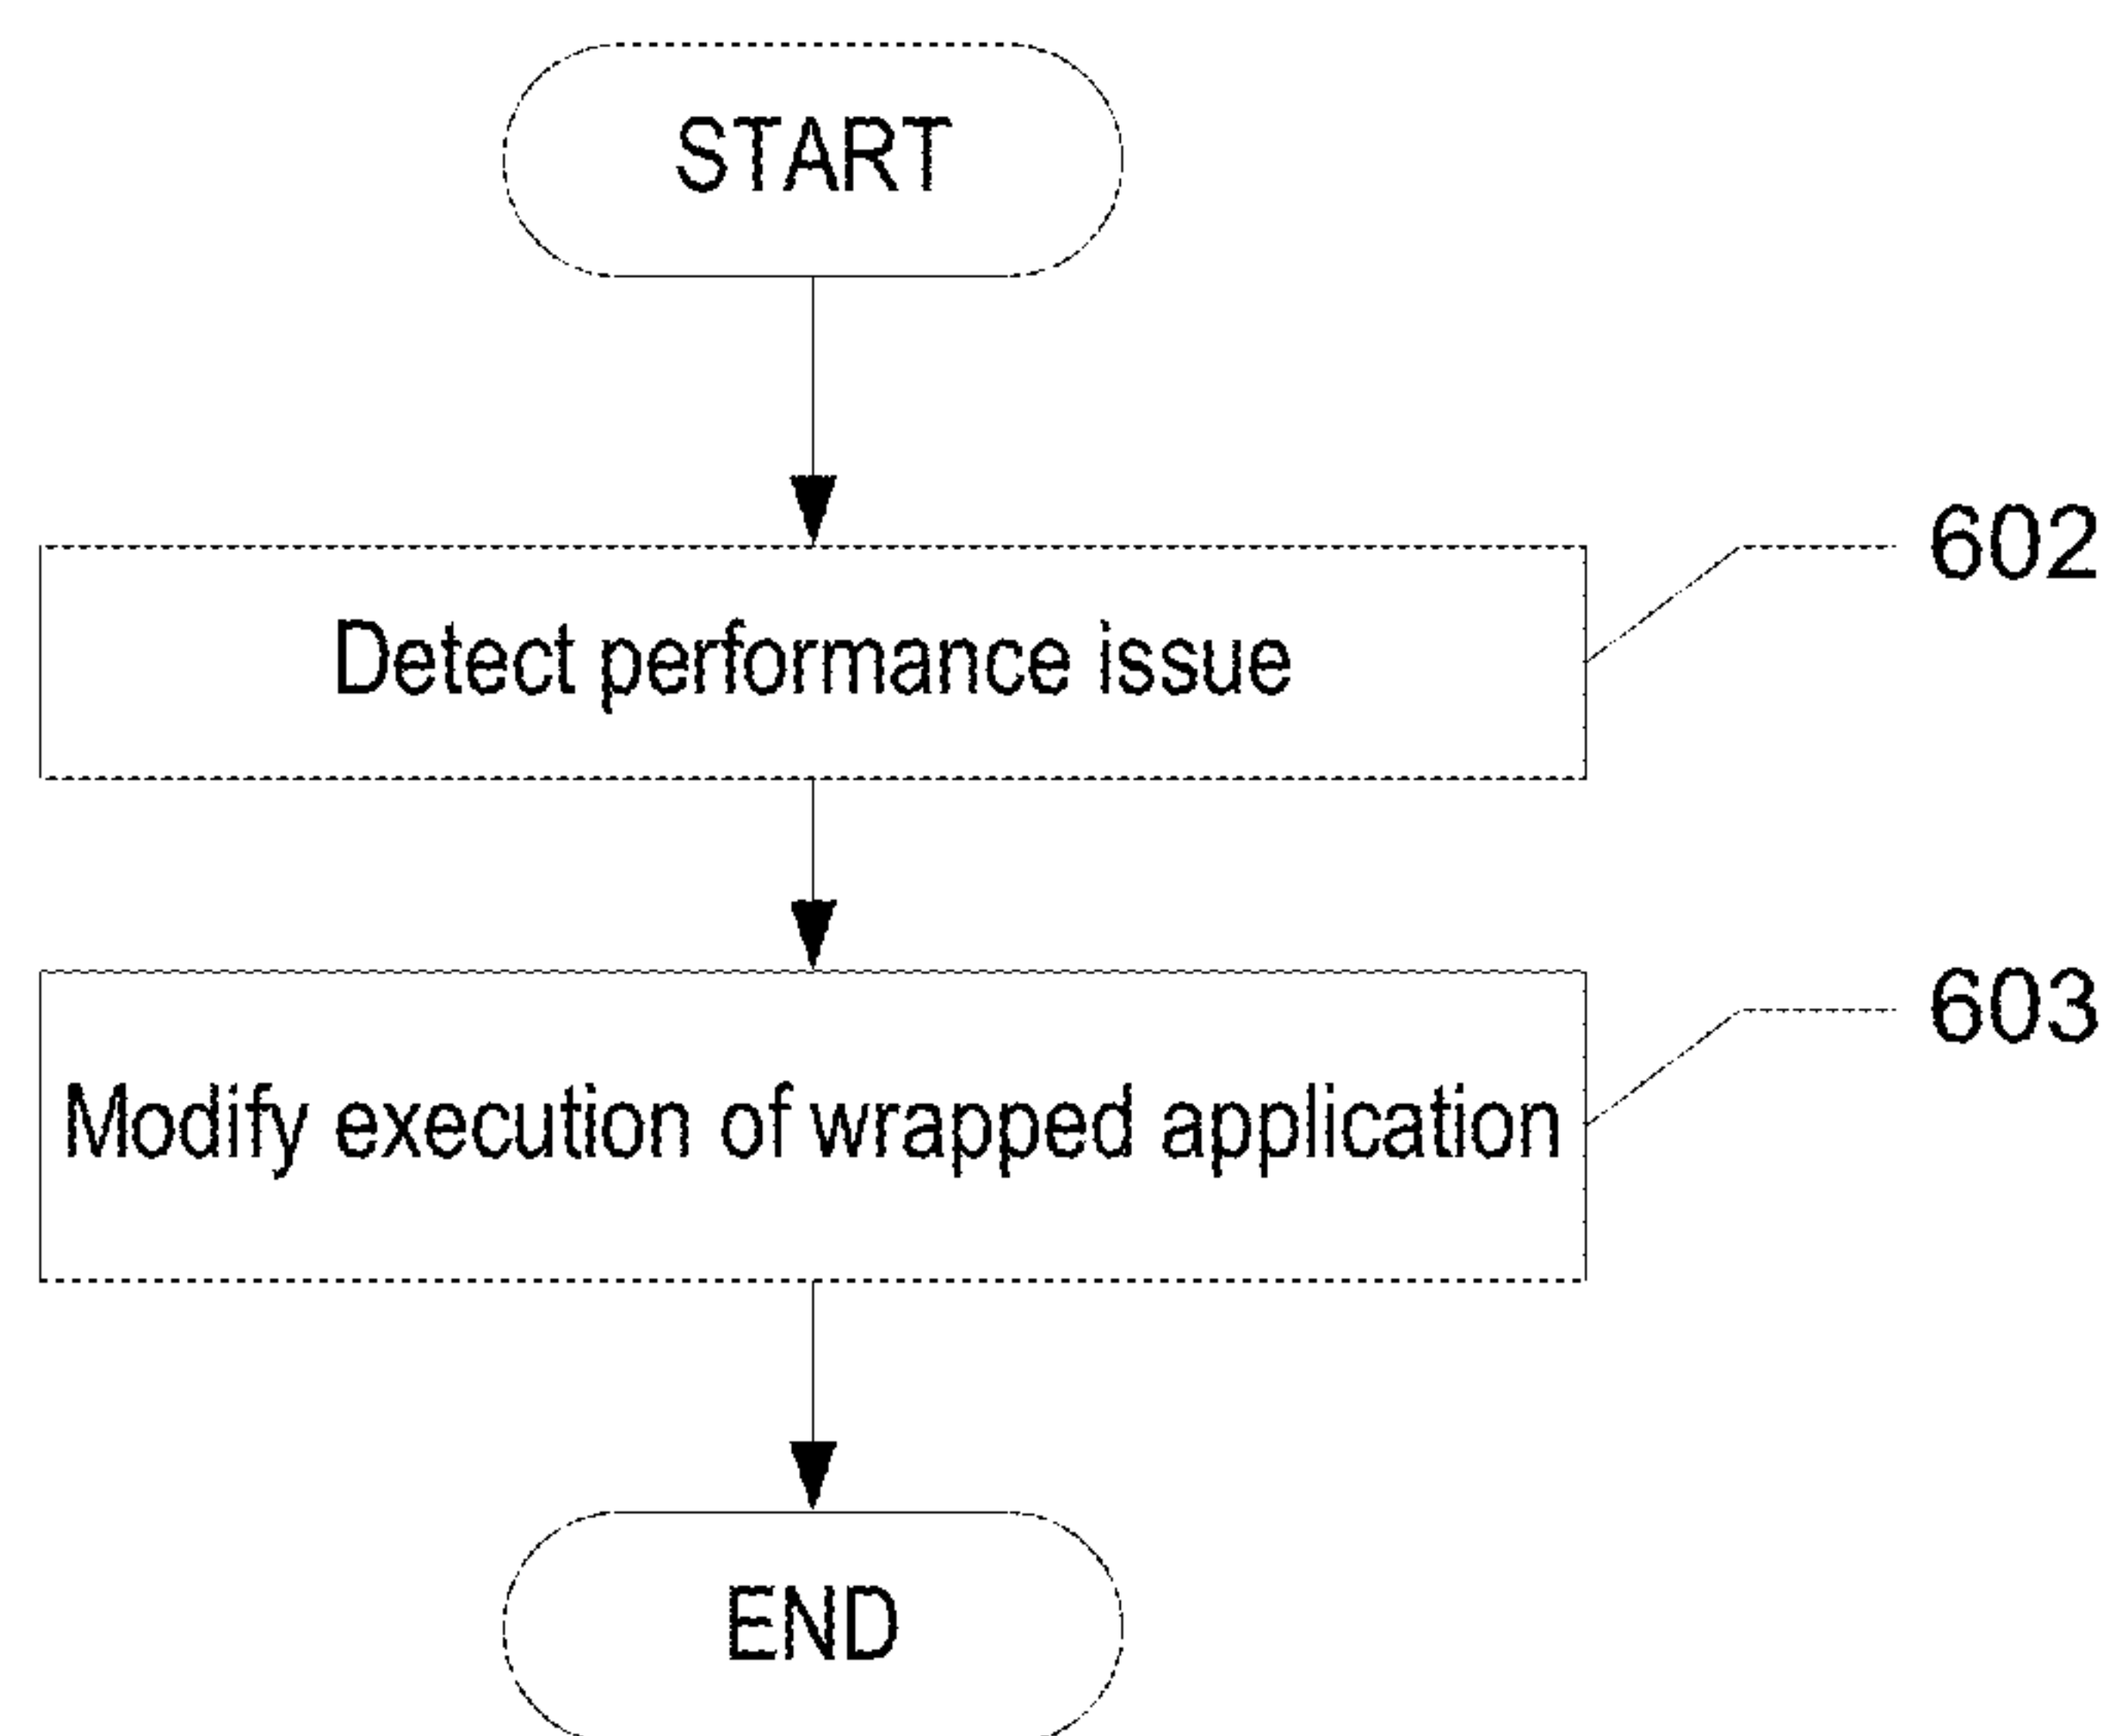 START
602
Detect performance issue
603
Modify execution of wrapped application
END